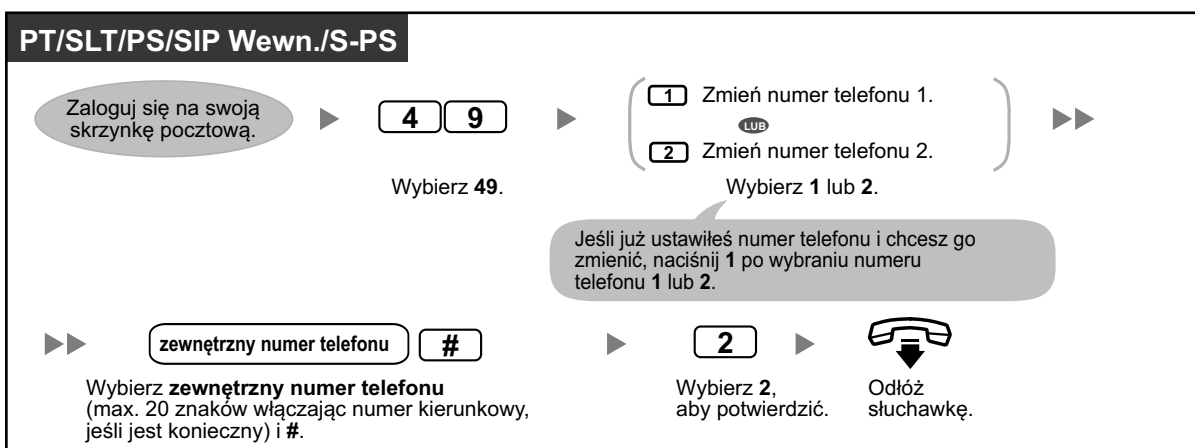 PT/SLT/PS/SIP Wewn./S-PS
Zaloguj się na swoją
skrzynkę pocztową.
4 9
Wybierz 49.
1 Zmień numer telefonu 1.
LUB
2 Zmień numer telefonu 2.
Wybierz 1 lub 2.
Jeśli już ustawiłeś numer telefonu i chcesz go
zmienić, naciśnij 1 po wybraniu numeru
telefonu 1 lub 2.
zewnętrzny numer telefonu #
Wybierz zewnętrzny numer telefonu
(max. 20 znaków włączając numer kierunkowy,
jeśli jest konieczny) i #.
2
Wybierz 2,
aby potwierdzić.
Odłóż
słuchawkę.